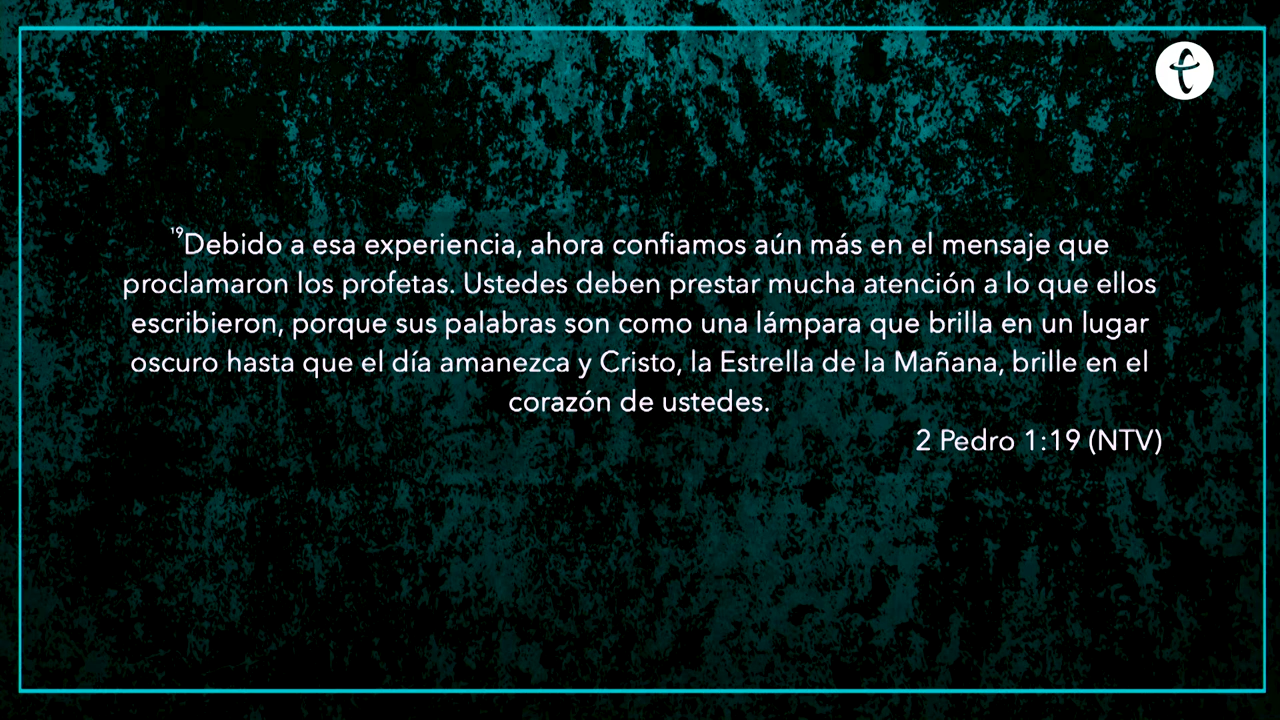 ¹⁹Debido a esa experiencia, ahora confiamos aún más en el mensaje que
proclamaron los profetas. Ustedes deben prestar mucha atención a lo que ellos
escribieron, porque sus palabras son como una lámpara que brilla en un lugar
oscuro hasta que el día amanezca y Cristo, la Estrella de la Mañana, brille en el
corazón de ustedes.
2 Pedro 1:19 (NTV)